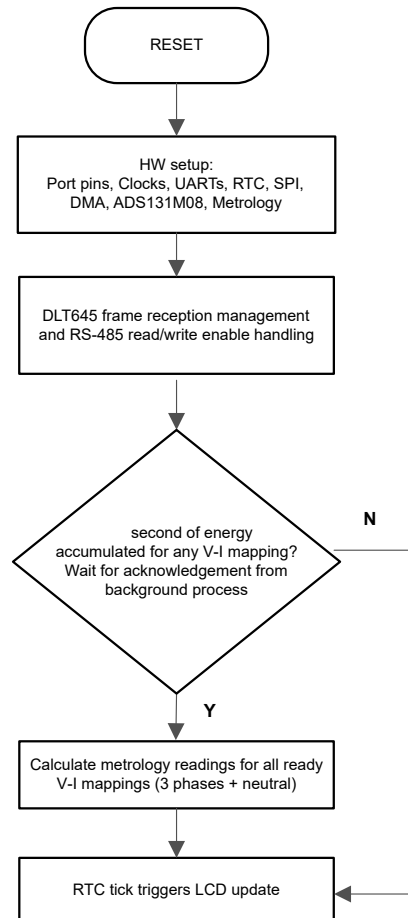 RESET
HW setup:
Port pins, Clocks, UARTs, RTC, SPI,
DMA, ADS131M08, Metrology
DLT645 frame reception management
and RS-485 read/write enable handling
second of energy
accumulated for any V-I mapping?
Wait for acknowledgement from
background process
N
Y
Calculate metrology readings for all ready
V-I mappings (3 phases + neutral)
RTC tick triggers LCD update